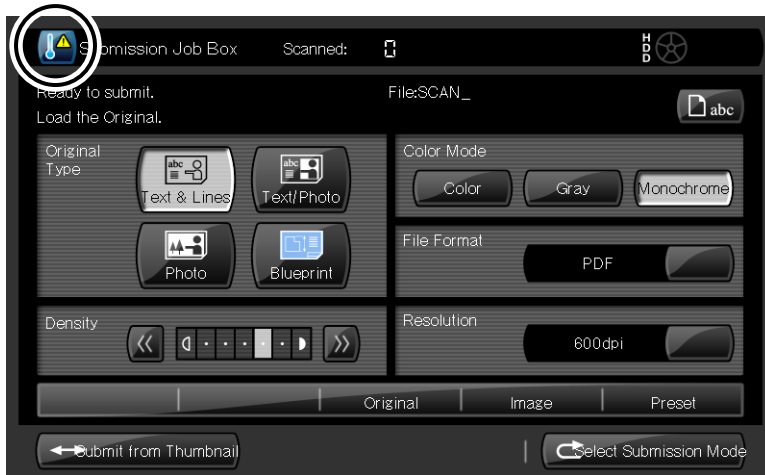 Submission Job Box
Scanned:
0
HDD
Ready to submit.
File:SCAN_
Load the Original.
abc
Original
Type
abc
Text & Lines
abc
Text/Photo
Photo
Blueprint
Color Mode
Color
Gray
Monochrome
File Format
PDF
Density
Resolution
600dpi
Original
Image
Preset
Submit from Thumbnail
Select Submission Mode